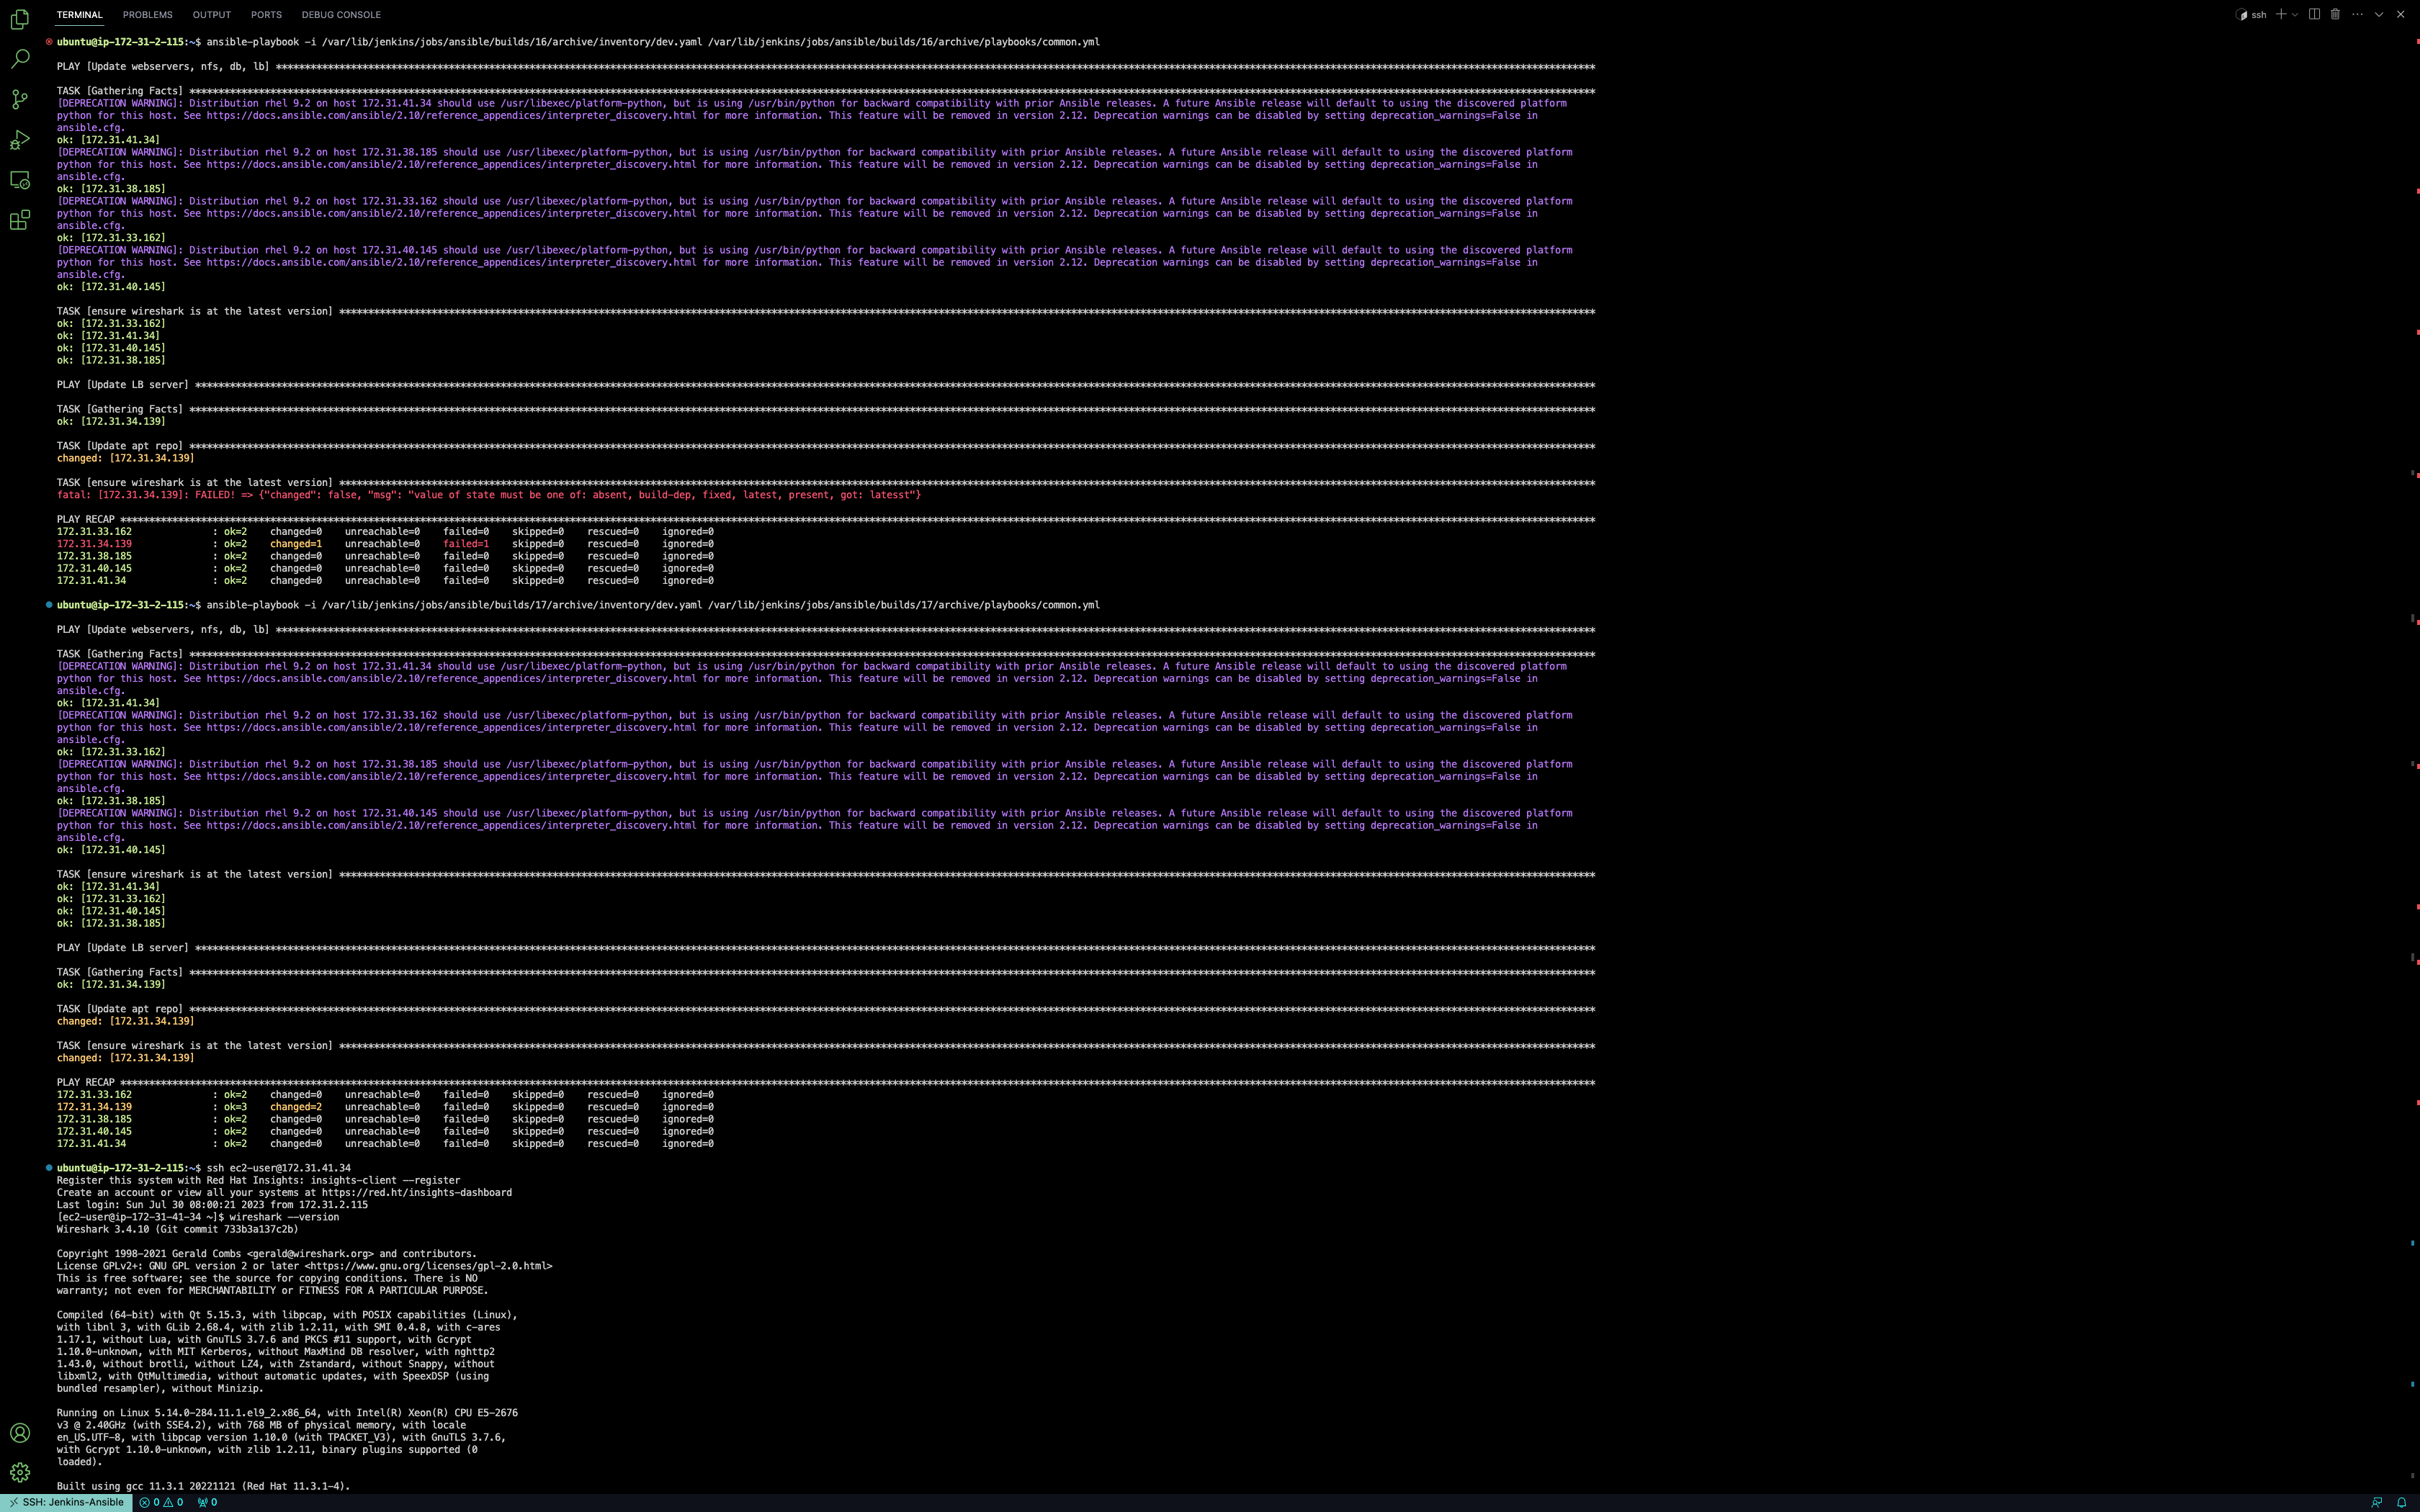 TERMINAL PROBLEMS OUTPUT PORTS DEBUG CONSOLE ssh
ubuntu@ip-172-31-2-115:~$ ansible-playbook -i /var/lib/jenkins/jobs/ansible/builds/16/archive/inventory/dev.yaml /var/lib/jenkins/jobs/ansible/builds/16/archive/playbooks/common.yml
PLAY [Update webservers, nfs, db, lb] ****
TASK [Gathering Facts] ****
[DEPRECATION WARNING]: Distribution rhel 9.2 on host 172.31.41.34 should use /usr/libexec/platform-python, but is using /usr/bin/python for backward compatibility with prior Ansible releases. A future Ansible release will default to using the discovered platform
python for this host. See https://docs.ansible.com/ansible/2.10/reference_appendices/interpreter_discovery.html for more information. This feature will be removed in version 2.12. Deprecation warnings can be disabled by setting deprecation_warnings=False in
ansible.cfg.
ok: [172.31.41.34]
[DEPRECATION WARNING]: Distribution rhel 9.2 on host 172.31.38.185 should use /usr/libexec/platform-python, but is using /usr/bin/python for backward compatibility with prior Ansible releases. A future Ansible release will default to using the discovered platform
python for this host. See https://docs.ansible.com/ansible/2.10/reference_appendices/interpreter_discovery.html for more information. This feature will be removed in version 2.12. Deprecation warnings can be disabled by setting deprecation_warnings=False in
ansible.cfg.
ok: [172.31.38.185]
[DEPRECATION WARNING]: Distribution rhel 9.2 on host 172.31.33.162 should use /usr/libexec/platform-python, but is using /usr/bin/python for backward compatibility with prior Ansible releases. A future Ansible release will default to using the discovered platform
python for this host. See https://docs.ansible.com/ansible/2.10/reference_appendices/interpreter_discovery.html for more information. This feature will be removed in version 2.12. Deprecation warnings can be disabled by setting deprecation_warnings=False in
ansible.cfg.
ok: [172.31.33.162]
[DEPRECATION WARNING]: Distribution rhel 9.2 on host 172.31.40.145 should use /usr/libexec/platform-python, but is using /usr/bin/python for backward compatibility with prior Ansible releases. A future Ansible release will default to using the discovered platform
python for this host. See https://docs.ansible.com/ansible/2.10/reference_appendices/interpreter_discovery.html for more information. This feature will be removed in version 2.12. Deprecation warnings can be disabled by setting deprecation_warnings=False in
ansible.cfg.
ok: [172.31.40.145]
TASK [ensure wireshark is at the latest version] ****
ok: [172.31.33.162]
ok: [172.31.41.34]
ok: [172.31.40.145]
ok: [172.31.38.185]
PLAY [Update LB server] ****
TASK [Gathering Facts] ****
ok: [172.31.34.139]
TASK [Update apt repo] ****
changed: [172.31.34.139]
TASK [ensure wireshark is at the latest version] ****
fatal: [172.31.34.139]: FAILED! => {"changed": false, "msg": "value of state must be one of: absent, build-dep, fixed, latest, present, got: latesst"}
PLAY RECAP ****
172.31.33.162 : ok=2 changed=0 unreachable=0 failed=0 skipped=0 rescued=0 ignored=0
172.31.34.139 : ok=2 changed=1 unreachable=0 failed=1 skipped=0 rescued=0 ignored=0
172.31.38.185 : ok=2 changed=0 unreachable=0 failed=0 skipped=0 rescued=0 ignored=0
172.31.40.145 : ok=2 changed=0 unreachable=0 failed=0 skipped=0 rescued=0 ignored=0
172.31.41.34 : ok=2 changed=0 unreachable=0 failed=0 skipped=0 rescued=0 ignored=0
ubuntu@ip-172-31-2-115:~$ ansible-playbook -i /var/lib/jenkins/jobs/ansible/builds/17/archive/inventory/dev.yaml /var/lib/jenkins/jobs/ansible/builds/17/archive/playbooks/common.yml
PLAY [Update webservers, nfs, db, lb] ****
TASK [Gathering Facts] ****
[DEPRECATION WARNING]: Distribution rhel 9.2 on host 172.31.41.34 should use /usr/libexec/platform-python, but is using /usr/bin/python for backward compatibility with prior Ansible releases. A future Ansible release will default to using the discovered platform
python for this host. See https://docs.ansible.com/ansible/2.10/reference_appendices/interpreter_discovery.html for more information. This feature will be removed in version 2.12. Deprecation warnings can be disabled by setting deprecation_warnings=False in
ansible.cfg.
ok: [172.31.41.34]
[DEPRECATION WARNING]: Distribution rhel 9.2 on host 172.31.33.162 should use /usr/libexec/platform-python, but is using /usr/bin/python for backward compatibility with prior Ansible releases. A future Ansible release will default to using the discovered platform
python for this host. See https://docs.ansible.com/ansible/2.10/reference_appendices/interpreter_discovery.html for more information. This feature will be removed in version 2.12. Deprecation warnings can be disabled by setting deprecation_warnings=False in
ansible.cfg.
ok: [172.31.33.162]
[DEPRECATION WARNING]: Distribution rhel 9.2 on host 172.31.38.185 should use /usr/libexec/platform-python, but is using /usr/bin/python for backward compatibility with prior Ansible releases. A future Ansible release will default to using the discovered platform
python for this host. See https://docs.ansible.com/ansible/2.10/reference_appendices/interpreter_discovery.html for more information. This feature will be removed in version 2.12. Deprecation warnings can be disabled by setting deprecation_warnings=False in
ansible.cfg.
ok: [172.31.38.185]
[DEPRECATION WARNING]: Distribution rhel 9.2 on host 172.31.40.145 should use /usr/libexec/platform-python, but is using /usr/bin/python for backward compatibility with prior Ansible releases. A future Ansible release will default to using the discovered platform
python for this host. See https://docs.ansible.com/ansible/2.10/reference_appendices/interpreter_discovery.html for more information. This feature will be removed in version 2.12. Deprecation warnings can be disabled by setting deprecation_warnings=False in
ansible.cfg.
ok: [172.31.40.145]
TASK [ensure wireshark is at the latest version] ****
ok: [172.31.41.34]
ok: [172.31.33.162]
ok: [172.31.40.145]
ok: [172.31.38.185]
PLAY [Update LB server] ****
TASK [Gathering Facts] ****
ok: [172.31.34.139]
TASK [Update apt repo] ****
changed: [172.31.34.139]
TASK [ensure wireshark is at the latest version] ****
changed: [172.31.34.139]
PLAY RECAP ****
172.31.33.162 : ok=2 changed=0 unreachable=0 failed=0 skipped=0 rescued=0 ignored=0
172.31.34.139 : ok=3 changed=2 unreachable=0 failed=0 skipped=0 rescued=0 ignored=0
172.31.38.185 : ok=2 changed=0 unreachable=0 failed=0 skipped=0 rescued=0 ignored=0
172.31.40.145 : ok=2 changed=0 unreachable=0 failed=0 skipped=0 rescued=0 ignored=0
172.31.41.34 : ok=2 changed=0 unreachable=0 failed=0 skipped=0 rescued=0 ignored=0
ubuntu@ip-172-31-2-115:~$ ssh ec2-user@172.31.41.34
Register this system with Red Hat Insights: insights-client --register
Create an account or view all your systems at https://red.ht/insights-dashboard
Last login: Sun Jul 30 08:00:21 2023 from 172.31.2.115
[ec2-user@ip-172-31-41-34 ~]$ wireshark --version
Wireshark 3.4.10 (Git commit 733b3a137c2b)
Copyright 1998-2021 Gerald Combs <gerald@wireshark.org> and contributors.
License GPLv2+: GNU GPL version 2 or later <https://www.gnu.org/licenses/gpl-2.0.html>
This is free software; see the source for copying conditions. There is NO
warranty; not even for MERCHANTABILITY or FITNESS FOR A PARTICULAR PURPOSE.
Compiled (64-bit) with Qt 5.15.3, with libpcap, with POSIX capabilities (Linux),
with libnl 3, with GLib 2.68.4, with zlib 1.2.11, with SMI 0.4.8, with c-ares
1.17.1, without Lua, with GnuTLS 3.7.6 and PKCS #11 support, with Gcrypt
1.10.0-unknown, with MIT Kerberos, without MaxMind DB resolver, with nghttp2
1.43.0, without brotli, without LZ4, with Zstandard, without Snappy, without
libxml2, with QtMultimedia, without automatic updates, with SpeexDSP (using
bundled resampler), without Minizip.
Running on Linux 5.14.0-284.11.1.el9_2.x86_64, with Intel(R) Xeon(R) CPU E5-2676
v3 @ 2.40GHz (with SSE4.2), with 768 MB of physical memory, with locale
en_US.UTF-8, with libpcap version 1.10.0 (with TPACKET_V3), with GnuTLS 3.7.6,
with Gcrypt 1.10.0-unknown, with zlib 1.2.11, binary plugins supported (0
loaded).
Built using gcc 11.3.1 20221121 (Red Hat 11.3.1-4).
SSH: Jenkins-Ansible 0 0 0